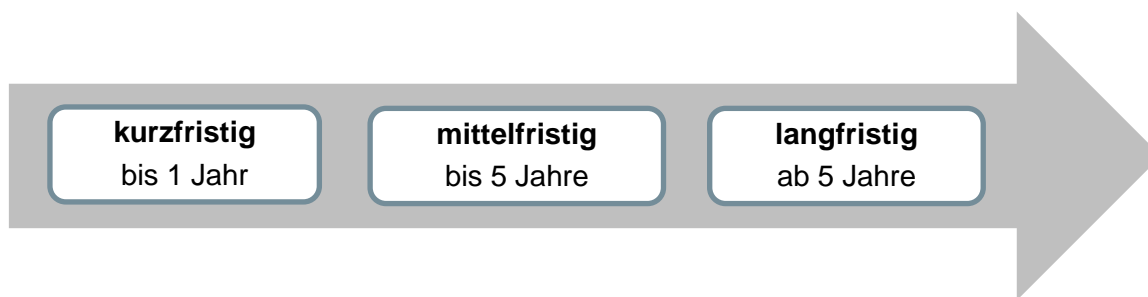 kurzfristig
bis 1 Jahr
mittelfristig
bis 5 Jahre
langfristig
ab 5 Jahre